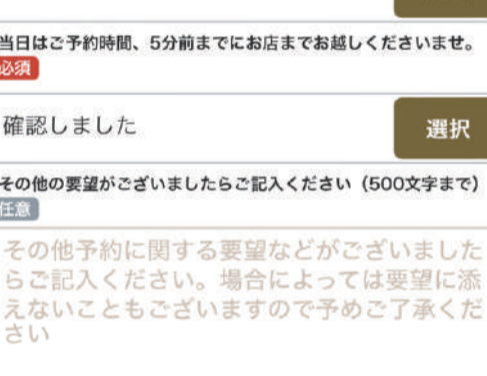 当日はご予約時間、5分前までにお店までお越しくださいませ。
必須
確認しました
選択
その他の要望がございましたらご記入ください（500文字まで）
任意
その他予約に関する要望などがございました
らご記入ください。場合によっては要望に添
えないこともございますので予めご了承くだ
さい